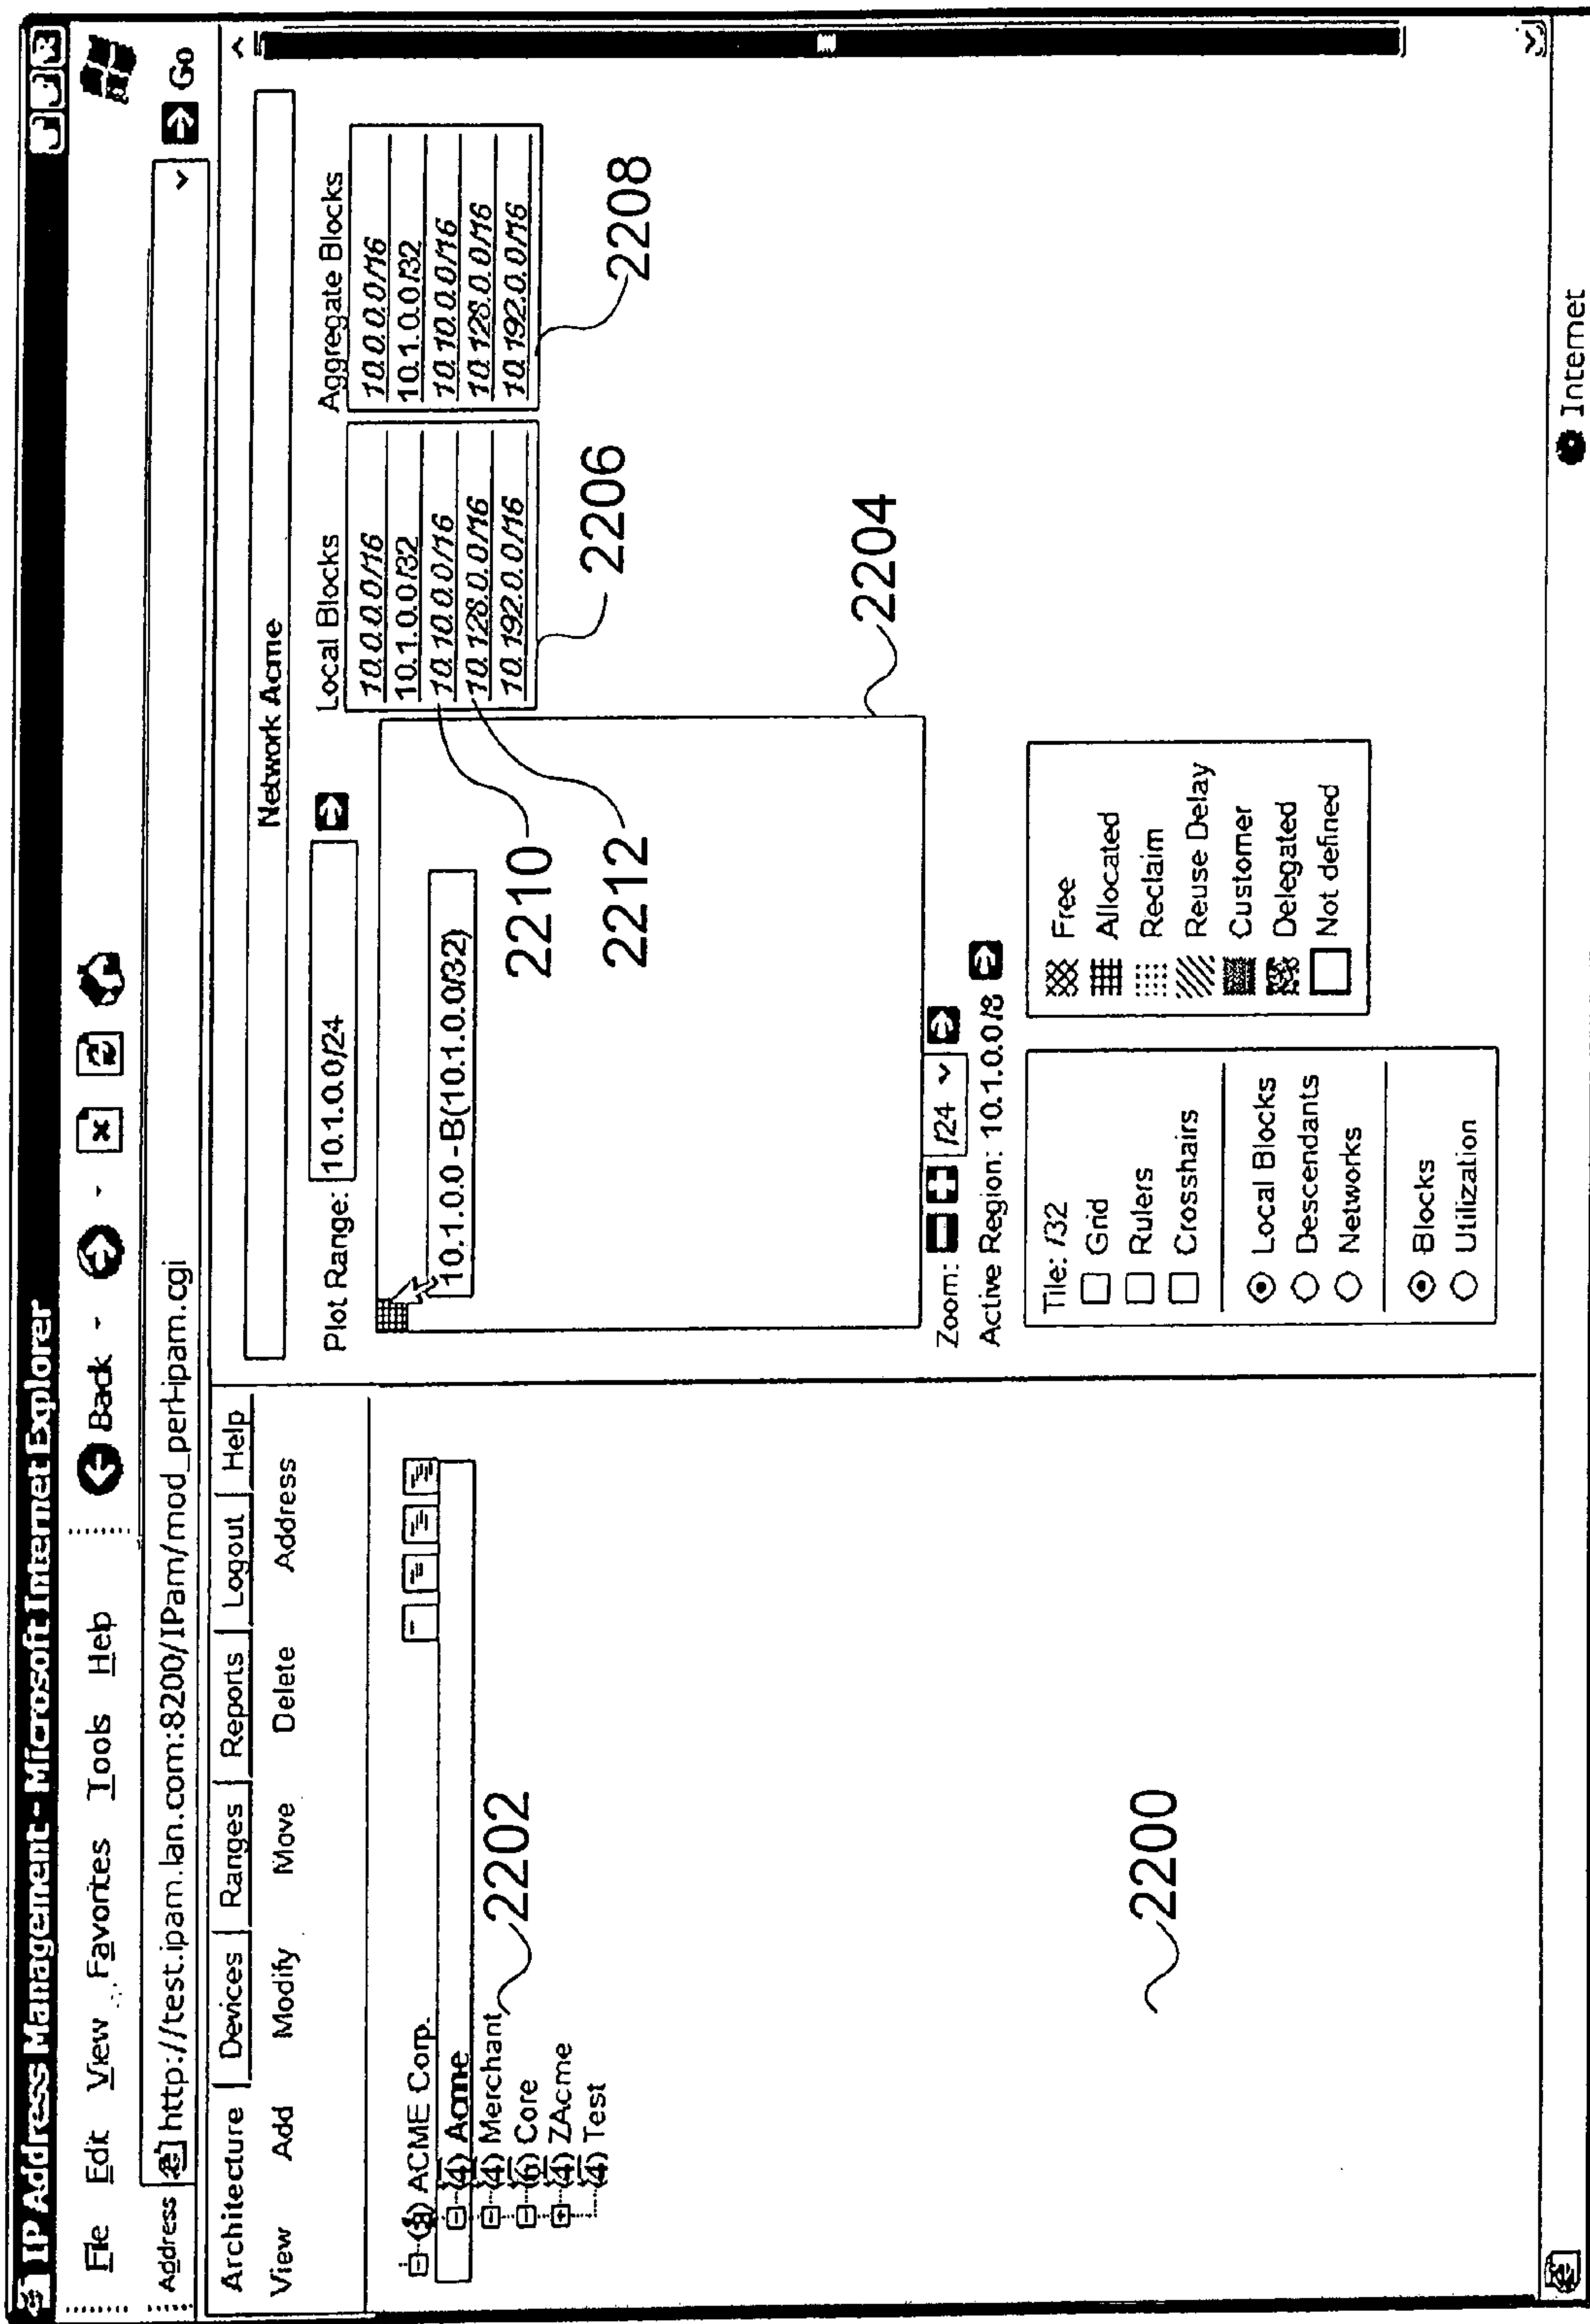 IP Address Management - Microsoft Internet Explorer
File Edit View Favorites Tools Help
Back
Address http://test.ipam.lan.com:8200/IPam/mod_perl-ipam.cgi
Go
Architecture Devices Ranges Reports Logout Help
View Add Modify Move Delete Address
ACME Corp.
(4) Acme
(4) Merchant
(6) Core
(4) ZAcme
(4) Test
2202
2200
Network Acme
Plot Range: 10.1.0.0/24
10.1.0.0 - B(10.1.0.0/32)
Local Blocks
10.0.0.0/16
10.1.0.0/32
10.10.0.0/16
10.128.0.0/16
10.192.0.0/16
Aggregate Blocks
10.0.0.0/16
10.1.0.0/32
10.10.0.0/16
10.128.0.0/16
10.192.0.0/16
2210
2212
2206
2208
2204
Zoom: /24
Active Region: 10.1.0.0/8
Tile: /32
Grid
Rulers
Crosshairs
Local Blocks
Descendants
Networks
Blocks
Utilization
Free
Allocated
Reclaim
Reuse Delay
Customer
Delegated
Not defined
Internet